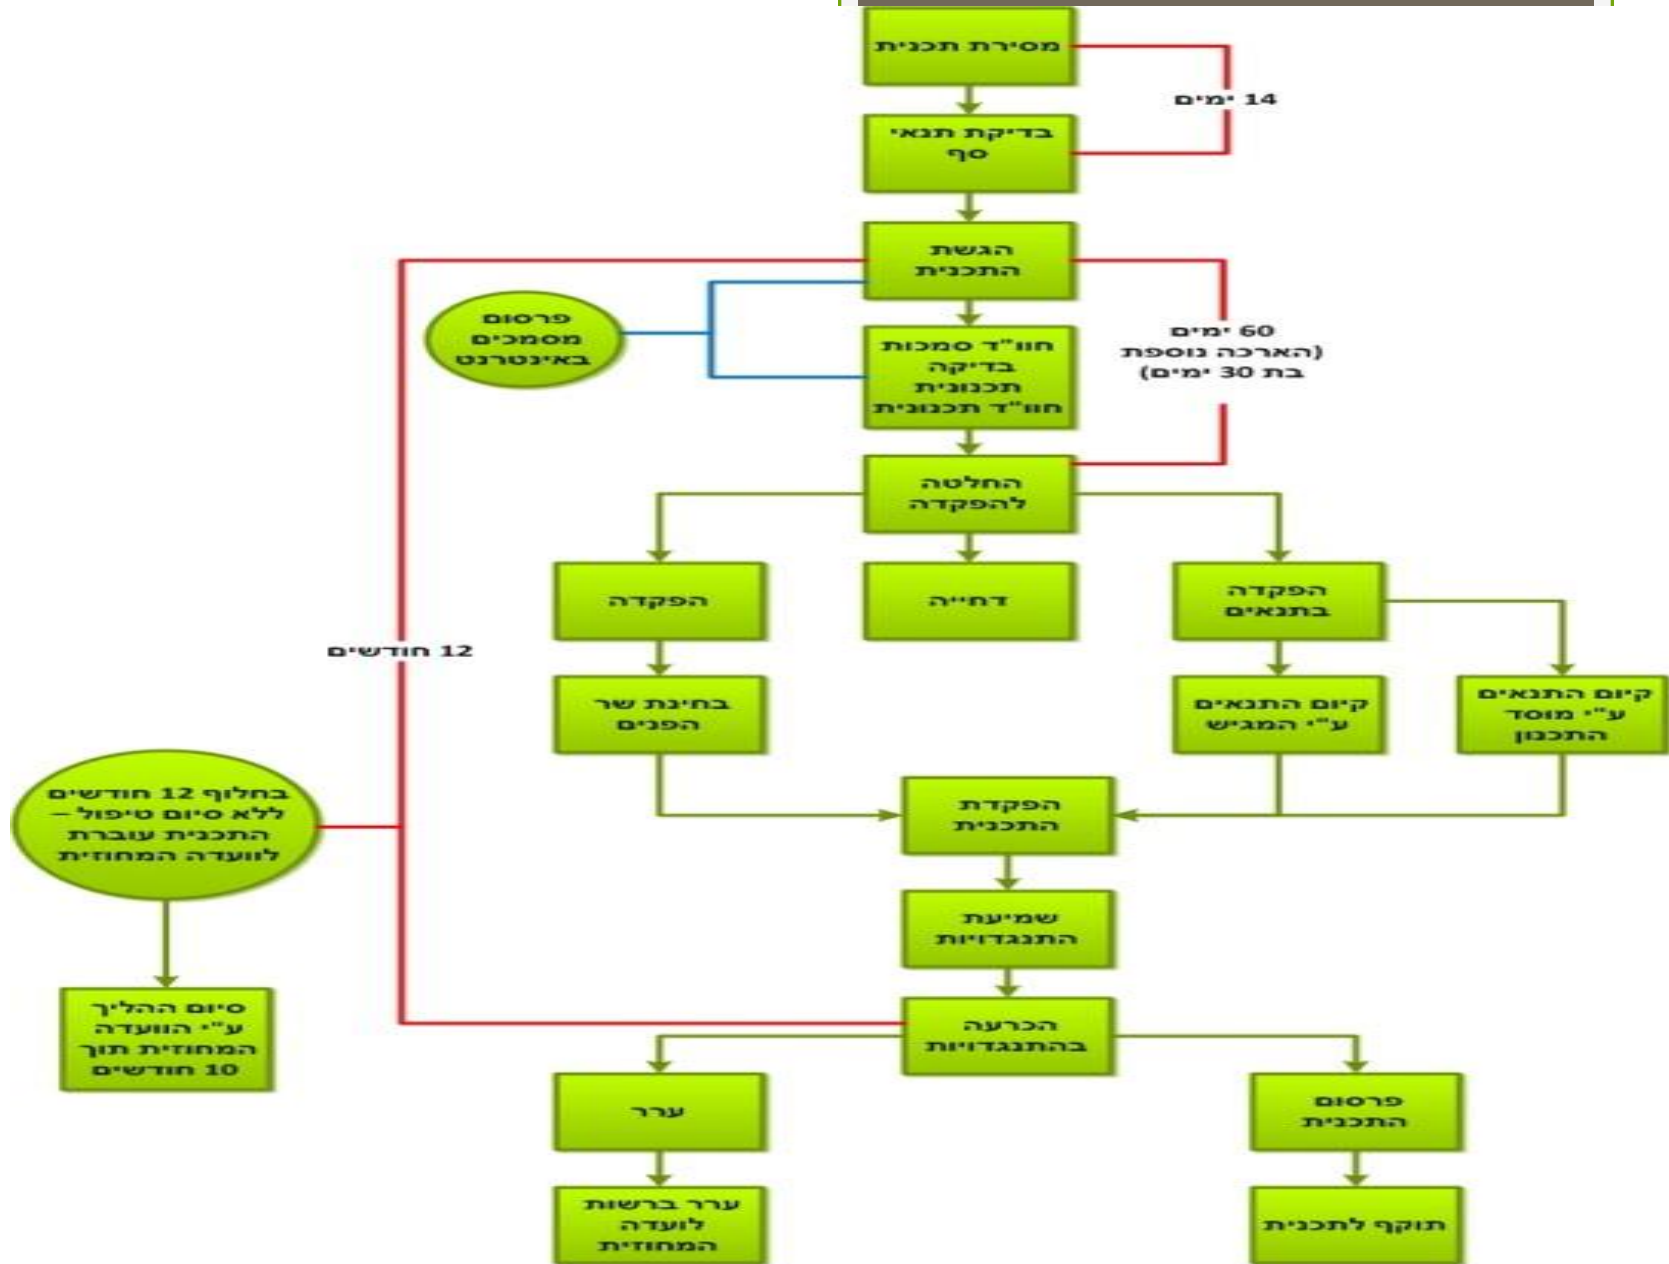 מסירת תכנית
14 ימים
בדיקת תנאי
סף
הגשת
התכנית
פרסום
מסמכים
באינטרנט
60 ימים
(הארכה נוספת
בת 30 ימים)
חוו"ד סמכות
בדיקה
תכנונית
חוו"ד תכנונית
החלטה
להפקדה
הפקדה
בתנאים
דחייה
הפקדה
12 חודשים
קיום התנאים
ע"י מוסד
התכנון
קיום התנאים
ע"י המגיש
בחינת שר
הפנים
הפקדת
התכנית
בחלוף 12 חודשים
ללא סיום טיפול –
התכנית עוברת
לוועדה המחוזית
שמיעת
התנגדויות
סיום ההליך
ע"י הוועדה
המחוזית תוך
10 חודשים
הכרעה
בהתנגדויות
פרסום
התכנית
ערר
תוקף לתכנית
ערר ברשות
לועדה
המחוזית